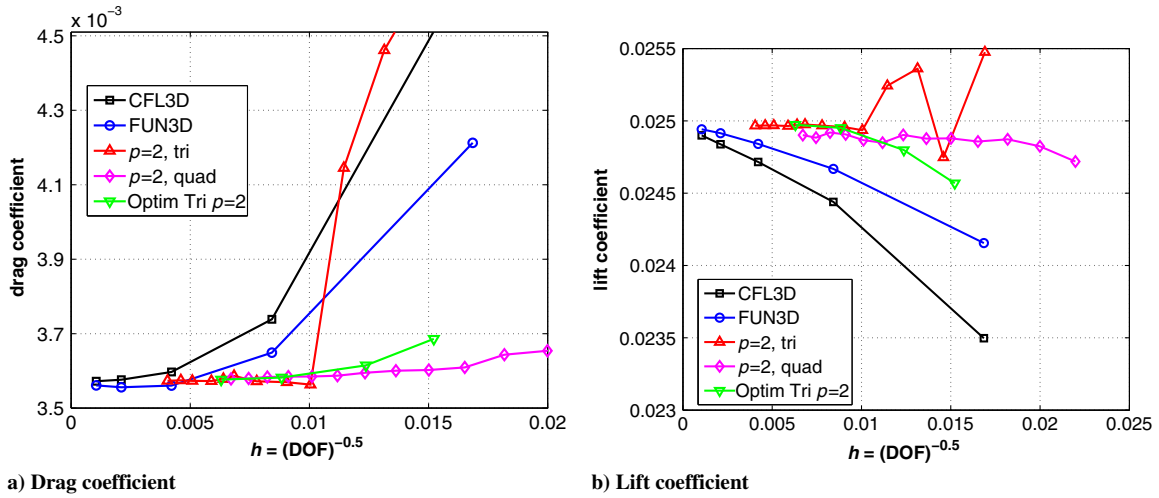 x 10⁻³
4.5
4.3
4.1
3.9
3.7
3.5
drag coefficient
CFL3D
FUN3D
p=2, tri
p=2, quad
Optim Tri p=2
0 0.005 0.01 0.015 0.02
h = (DOF)⁻⁰·⁵
a) Drag coefficient
0.0255
0.025
0.0245
0.024
0.0235
0.023
lift coefficient
CFL3D
FUN3D
p=2, tri
p=2, quad
Optim Tri p=2
0 0.005 0.01 0.015 0.02 0.025
h = (DOF)⁻⁰·⁵
b) Lift coefficient